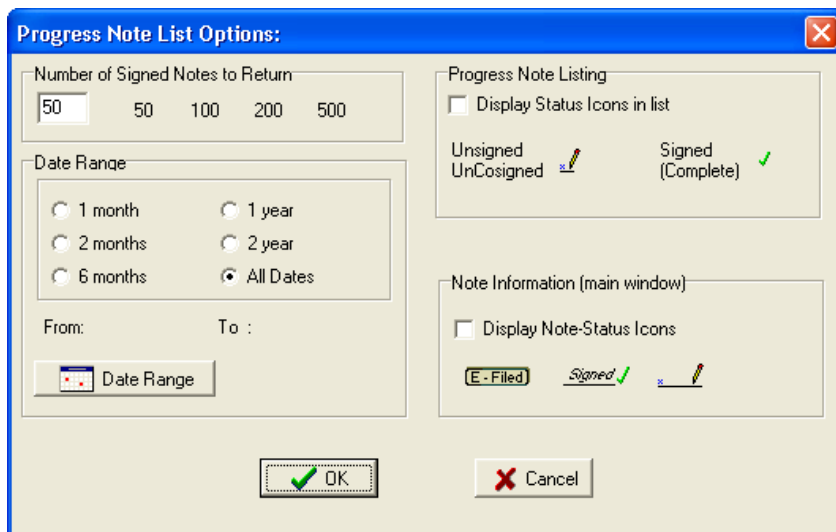 Progress Note List Options:
Number of Signed Notes to Return
50 50 100 200 500
Date Range
1 month 1 year
2 months 2 year
6 months All Dates
From: To :
Date Range
Progress Note Listing
Display Status Icons in list
Unsigned Signed
UnCosigned (Complete)
Note Information (main window)
Display Note-Status Icons
E - Filed Signed x
OK Cancel